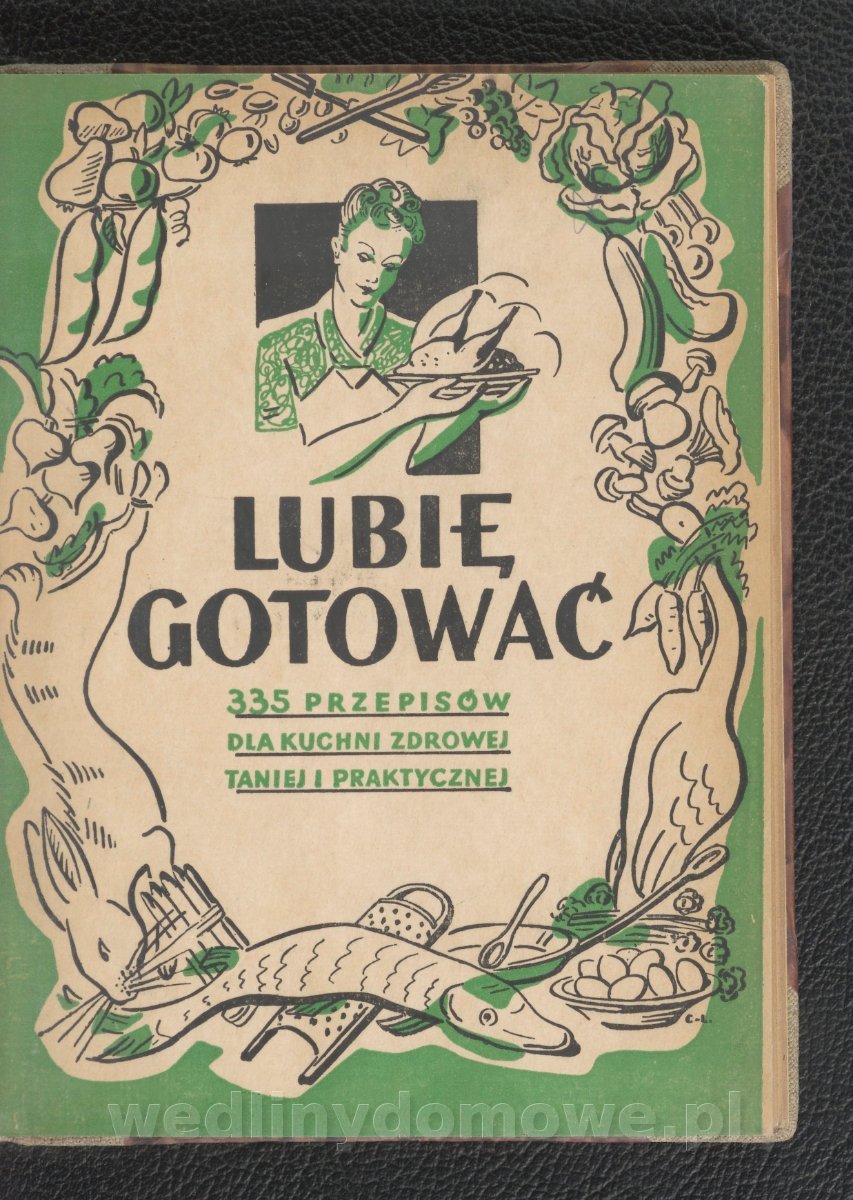 LUBIĘ
GOTOWAĆ
335 PRZEPISÓW
DLA KUCHNI ZDROWEJ
TANIEJ I PRAKTYCZNEJ
C-L.
wedlinydomowe.pl